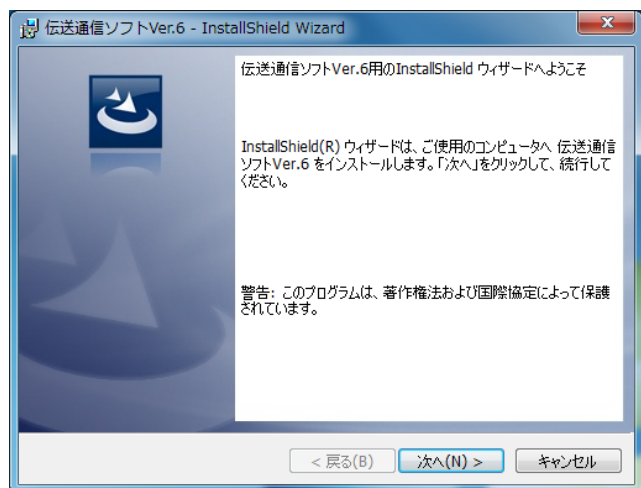 伝送通信ソフトVer.6 - InstallShield Wizard
伝送通信ソフトVer.6用のInstallShield ウィザードへようこそ
InstallShield(R) ウィザードは、ご使用のコンピュータへ 伝送通信
ソフトVer.6 をインストールします。「次へ」をクリックして、続行して
ください。
警告: このプログラムは、著作権法および国際協定によって保護
されています。
< 戻る(B)
次へ(N) >
キャンセル